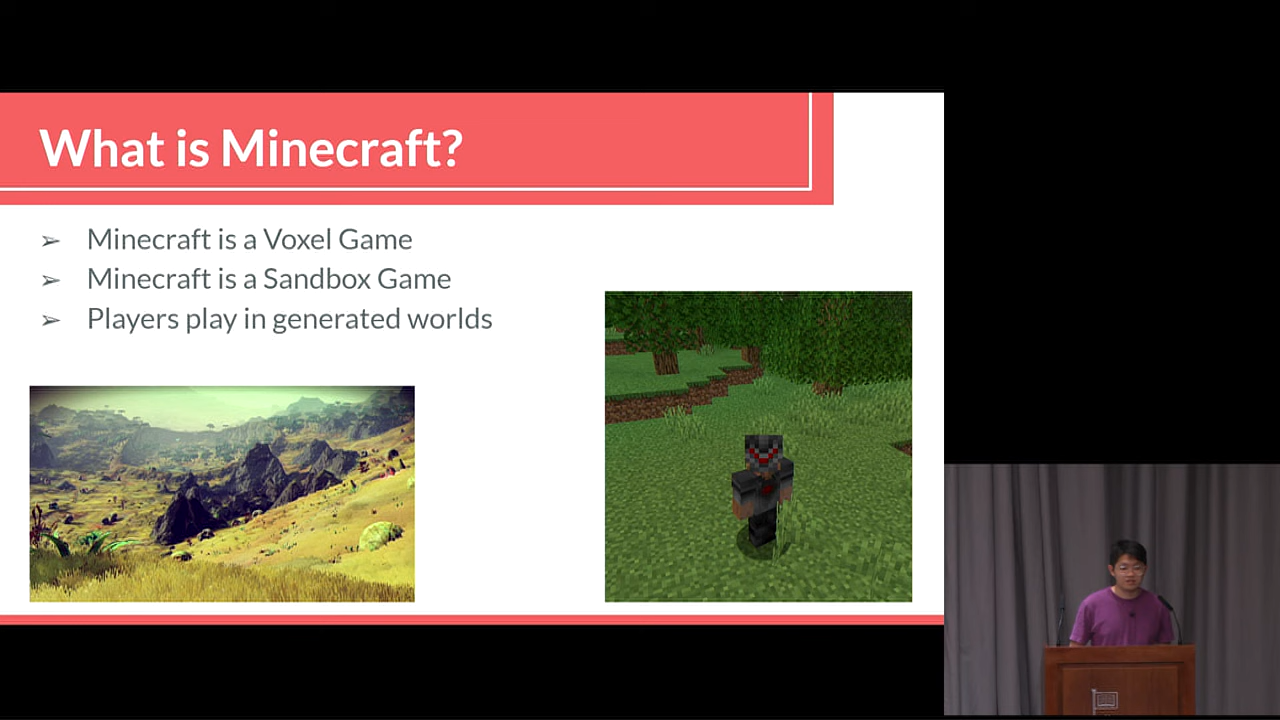 What is Minecraft?
➢ Minecraft is a Voxel Game
➢ Minecraft is a Sandbox Game
➢ Players play in generated worlds